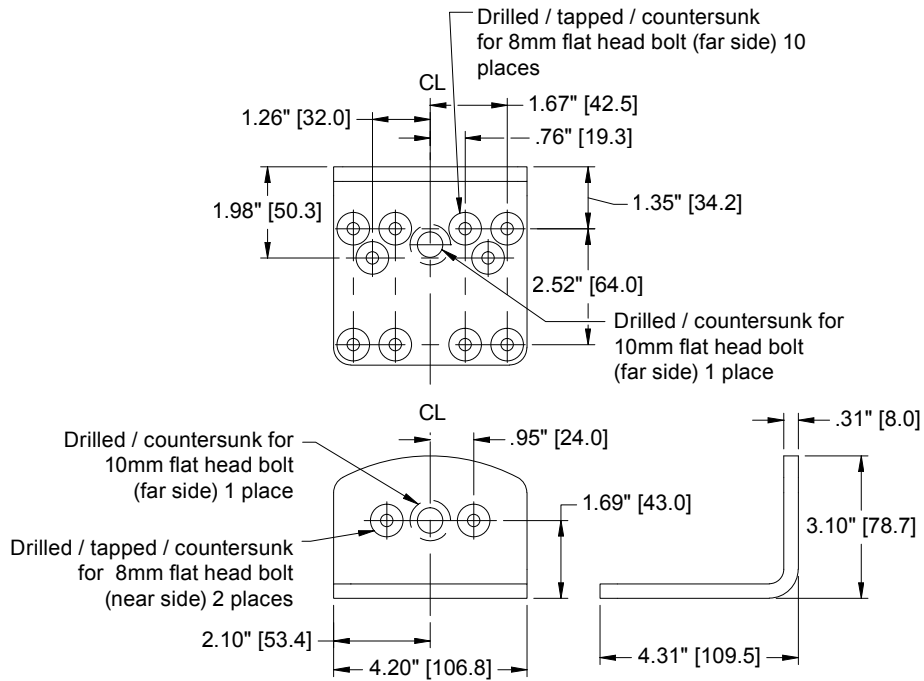 Drilled / tapped / countersunk
for 8mm flat head bolt (far side) 10
places
CL
1.26" [32.0]
1.67" [42.5]
.76" [19.3]
1.98" [50.3]
1.35" [34.2]
2.52" [64.0]
Drilled / countersunk for
10mm flat head bolt
(far side) 1 place
CL
Drilled / countersunk for
10mm flat head bolt
(far side) 1 place
.95" [24.0]
.31" [8.0]
1.69" [43.0]
3.10" [78.7]
Drilled / tapped / countersunk
for 8mm flat head bolt
(near side) 2 places
2.10" [53.4]
4.20" [106.8]
4.31" [109.5]